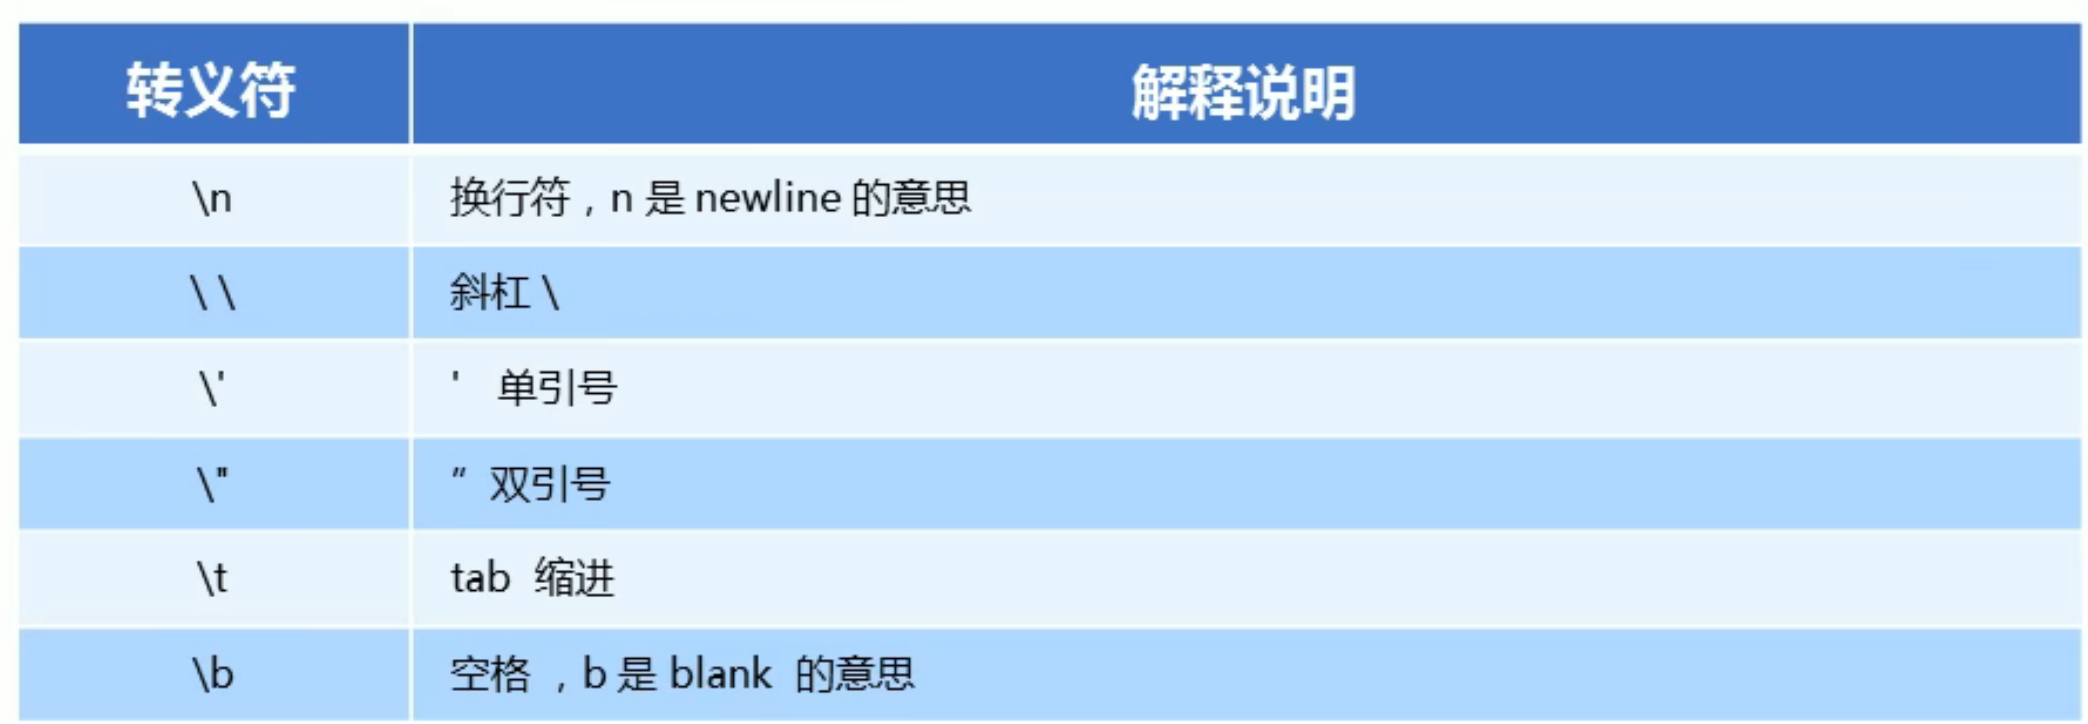 转义符 解释说明
\n 换行符，n 是 newline 的意思
\ \ 斜杠 \
\' ' 单引号
\" “ 双引号
\t tab 缩进
\b 空格 ，b 是 blank 的意思